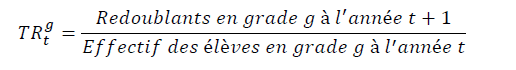 TR_t^g = Redoublants en grade g à l'année t + 1
Effectif des élèves en grade g à l'année t